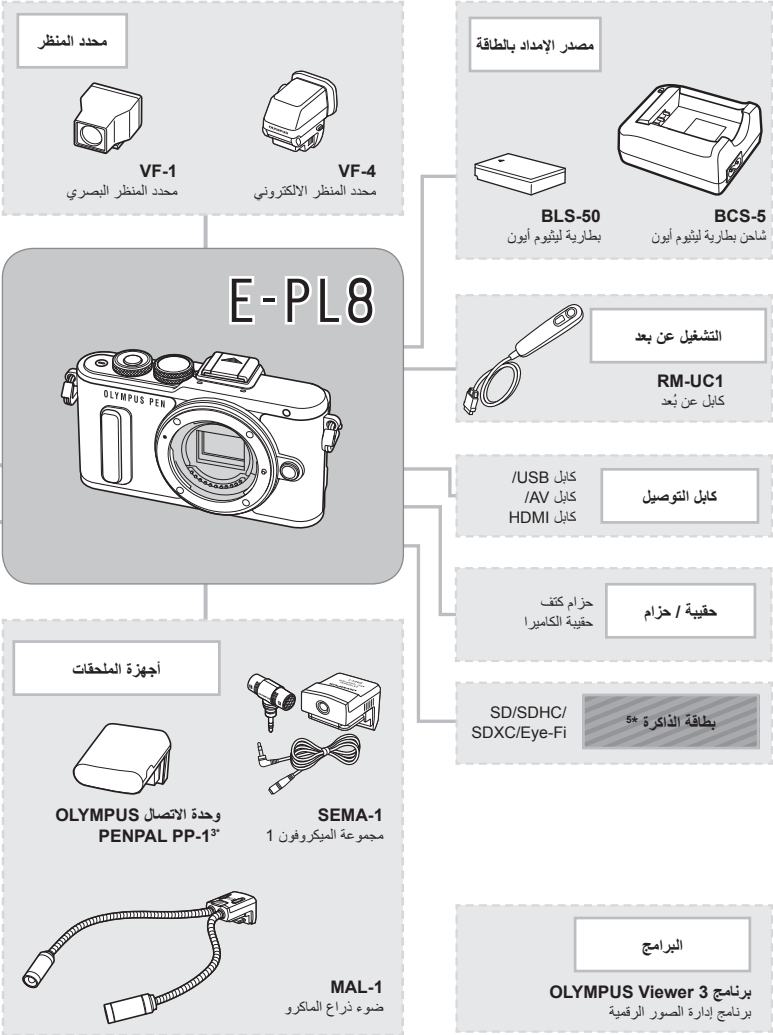 مصدر الإمداد بالطاقة
BCS-5
شاحن بطارية ليثيوم أيون
BLS-50
بطارية ليثيوم أيون
محدد المنظر
VF-4
محدد المنظر الالكتروني
VF-1
محدد المنظر البصري
E-PL8
OLYMPUS PEN
التشغيل عن بعد
RM-UC1
كابل عن بُعد
كابل التوصيل
كابل USB/
كابل AV/
كابل HDMI
حقيبة / حزام
حزام كتف
حقيبة الكاميرا
بطاقة الذاكرة *5
SD/SDHC/
SDXC/Eye-Fi
أجهزة الملحقات
SEMA-1
مجموعة الميكروفون 1
وحدة الاتصال OLYMPUS
PENPAL PP-1*3
MAL-1
ضوء ذراع الماكرو
البرامج
برنامج OLYMPUS Viewer 3
برنامج إدارة الصور الرقمية